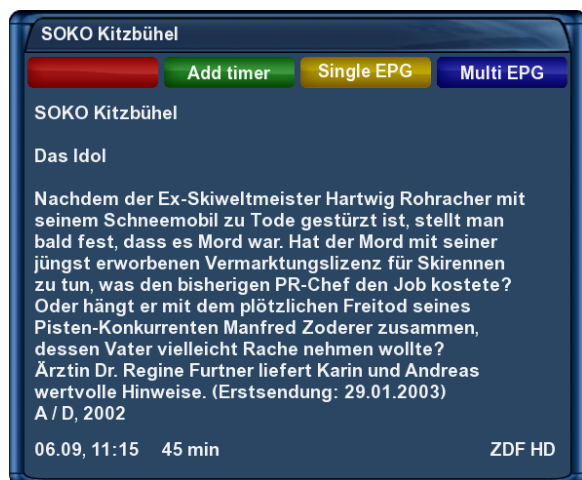 SOKO Kitzbühel
Add timer
Single EPG
Multi EPG
SOKO Kitzbühel
Das Idol
Nachdem der Ex-Skiweltmeister Hartwig Rohracher mit
seinem Schneemobil zu Tode gestürzt ist, stellt man
bald fest, dass es Mord war. Hat der Mord mit seiner
jüngst erworbenen Vermarktungslizenz für Skirennen
zu tun, was den bisherigen PR-Chef den Job kostete?
Oder hängt er mit dem plötzlichen Freitod seines
Pisten-Konkurrenten Manfred Zoderer zusammen,
dessen Vater vielleicht Rache nehmen wollte?
Ärztin Dr. Regine Furtner liefert Karin und Andreas
wertvolle Hinweise. (Erstsendung: 29.01.2003)
A / D, 2002
06.09, 11:15 45 min ZDF HD